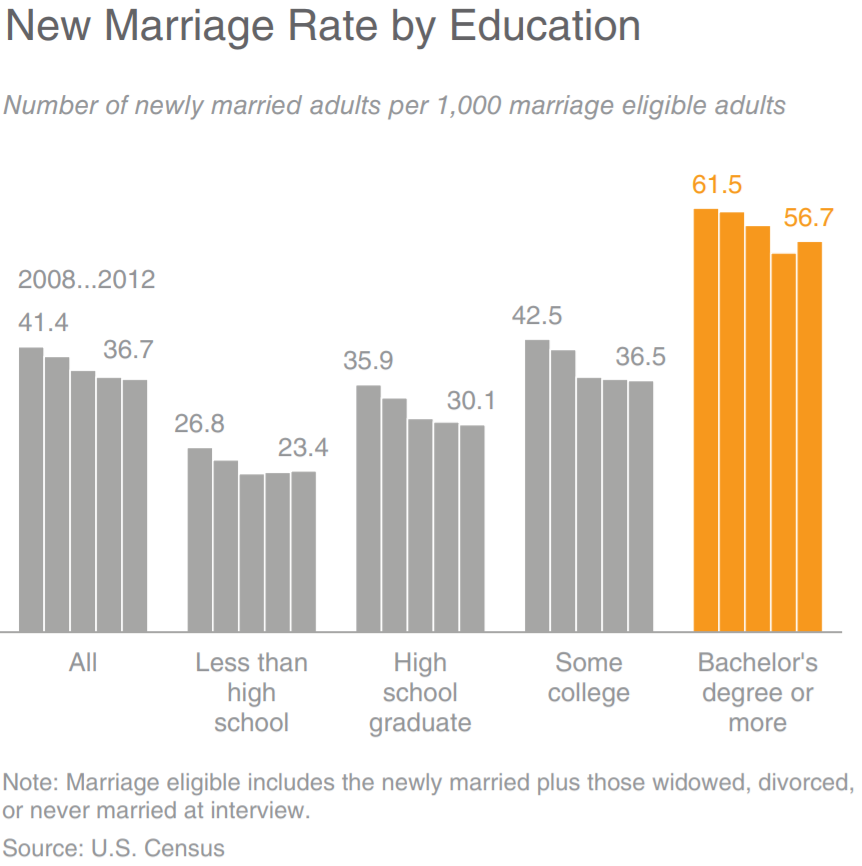 New Marriage Rate by Education
Number of newly married adults per 1,000 marriage eligible adults
2008...2012
41.4
36.7
26.8
23.4
35.9
30.1
42.5
36.5
61.5
56.7
All
Less than
high
school
High
school
graduate
Some
college
Bachelor's
degree or
more
Note: Marriage eligible includes the newly married plus those widowed, divorced,
or never married at interview.
Source: U.S. Census